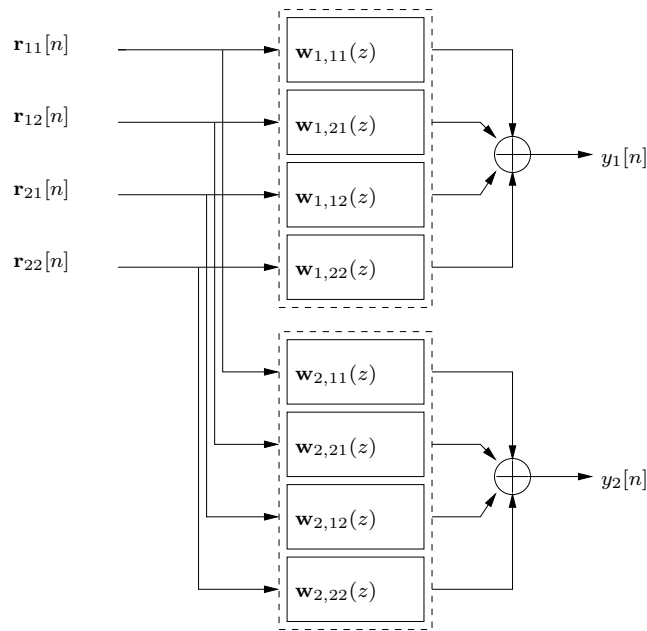 r₁₁[n]
w₁,₁₁(z)
r₁₂[n]
w₁,₂₁(z)
y₁[n]
r₂₁[n]
w₁,₁₂(z)
r₂₂[n]
w₁,₂₂(z)
w₂,₁₁(z)
w₂,₂₁(z)
y₂[n]
w₂,₁₂(z)
w₂,₂₂(z)